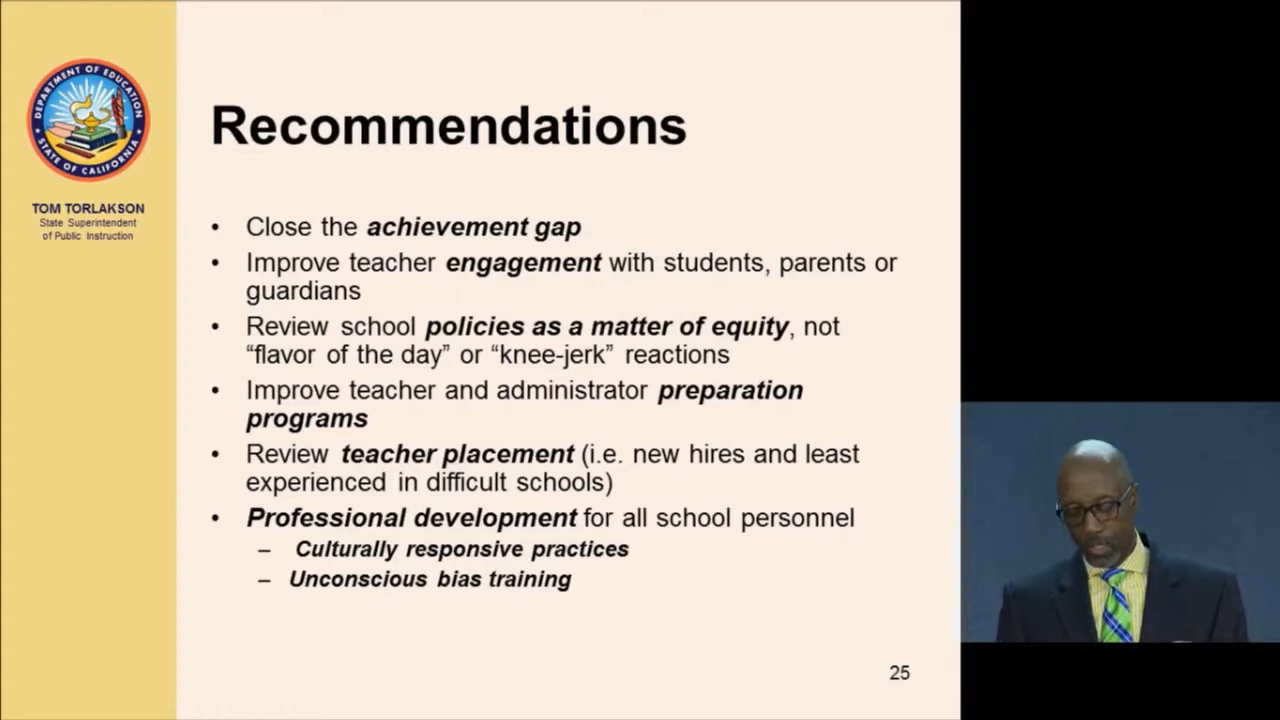 DEPARTMENT OF EDUCATION
STATE OF CALIFORNIA
TOM TORLAKSON
State Superintendent
of Public Instruction
Recommendations
• Close the achievement gap
• Improve teacher engagement with students, parents or
guardians
• Review school policies as a matter of equity, not
“flavor of the day” or “knee-jerk” reactions
• Improve teacher and administrator preparation
programs
• Review teacher placement (i.e. new hires and least
experienced in difficult schools)
• Professional development for all school personnel
– Culturally responsive practices
– Unconscious bias training
25